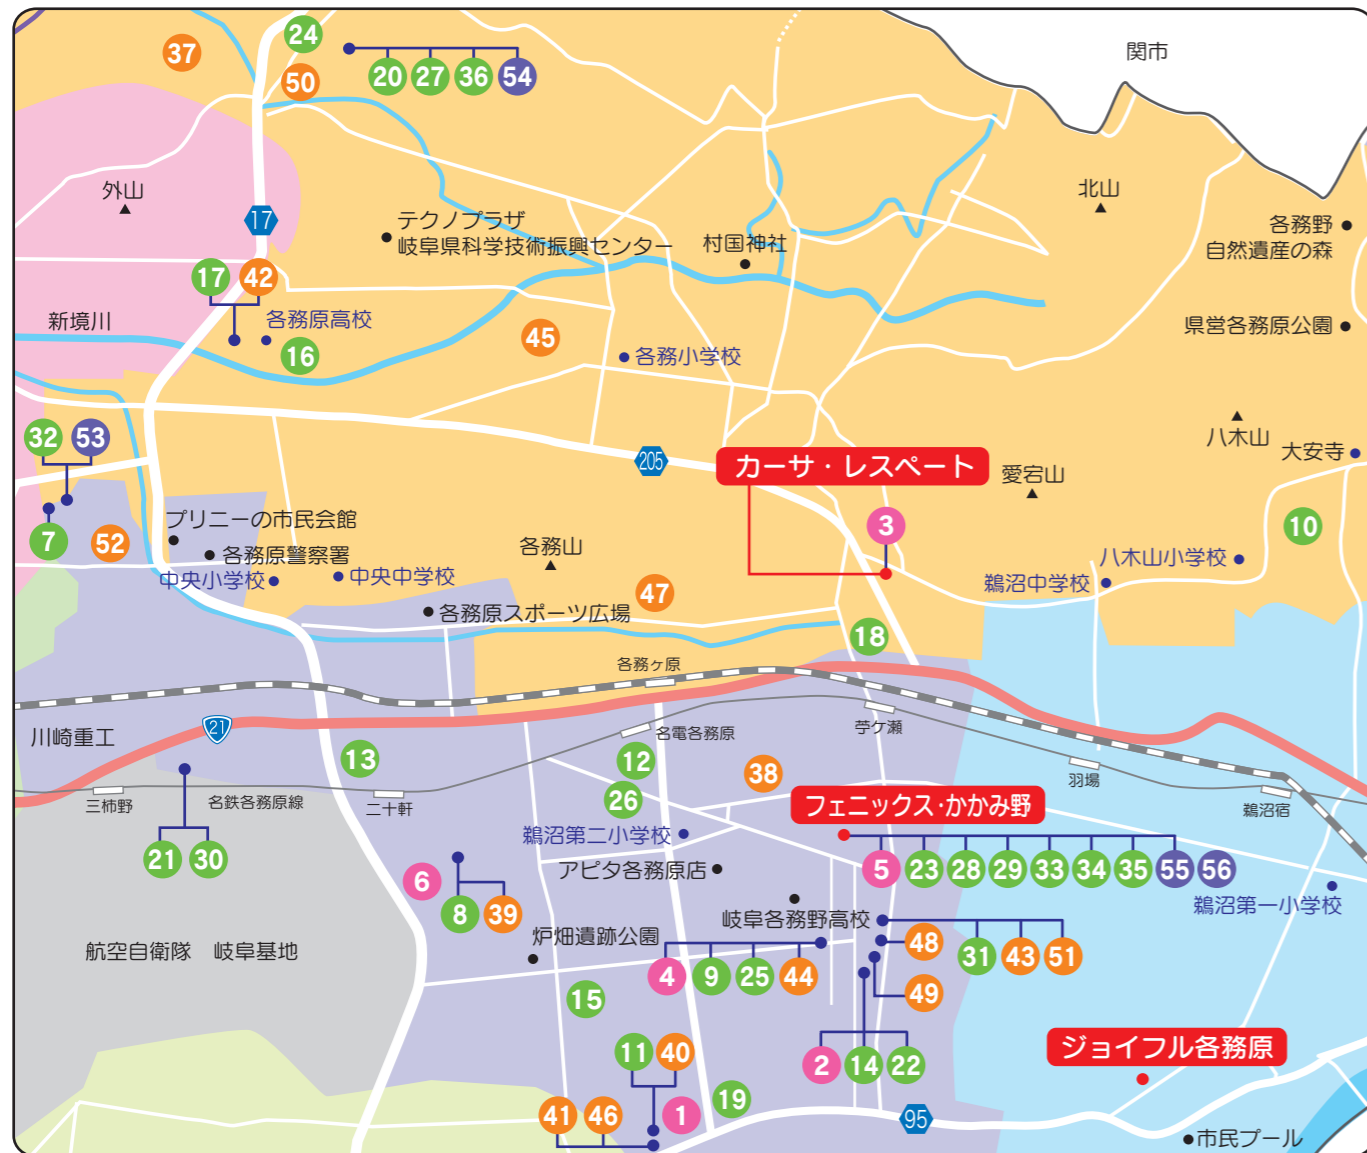 関市
37
24
50
20
27
36
54
外山
17
テクノプラザ
岐阜県科学技術振興センター
村国神社
北山
各務野
自然遺産の森
17
42
新境川
各務原高校
16
45
各務小学校
県営各務原公園
32
53
205
カーサ・レスペート
愛宕山
八木山
大安寺
7
52
プリニーの市民会館
各務原警察署
中央小学校
中央中学校
各務山
3
10
八木山小学校
鵜沼中学校
47
各務原スポーツ広場
18
各務ヶ原
川崎重工
21
名電各務原
苧ケ瀬
羽場
鵜沼宿
13
12
26
38
三柿野
名鉄各務原線
二十軒
フェニックス・かかみ野
鵜沼第二小学校
21
30
6
8
39
アピタ各務原店
5
23
28
29
33
34
35
55
56
鵜沼第一小学校
岐阜各務野高校
航空自衛隊 岐阜基地
炉畑遺跡公園
4
9
25
44
48
31
43
51
49
15
2
14
22
11
40
ジョイフル各務原
41
46
1
19
95
市民プール